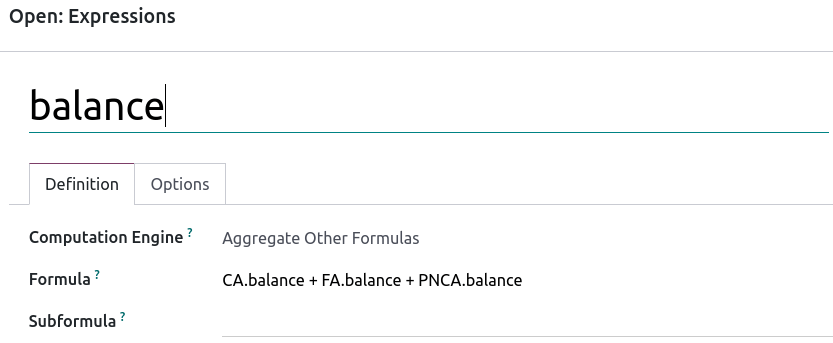 Open: Expressions
balance
Definition Options
Computation Engine ? Aggregate Other Formulas
Formula ? CA.balance + FA.balance + PNCA.balance
Subformula ?